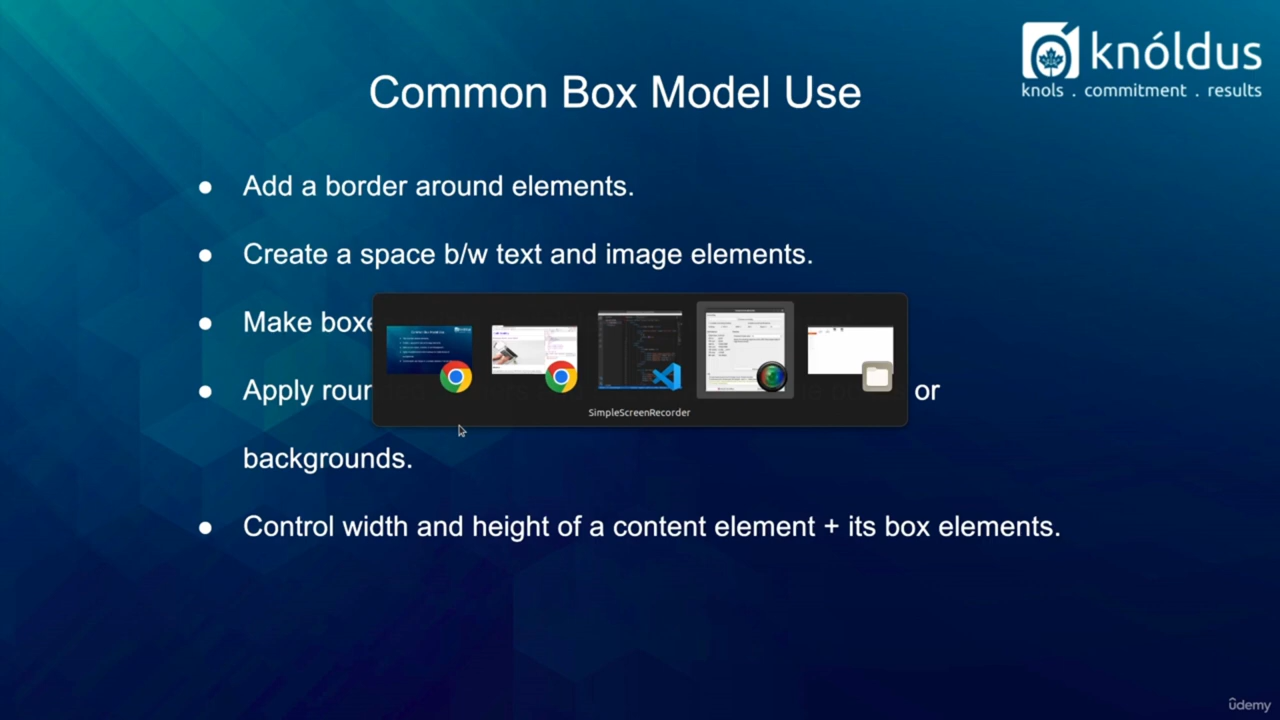 knóldus
knols . commitment . results
Common Box Model Use
● Add a border around elements.
● Create a space b/w text and image elements.
● Make boxe
● Apply roun or
backgrounds.
● Control width and height of a content element + its box elements.
SimpleScreenRecorder
ûdemy